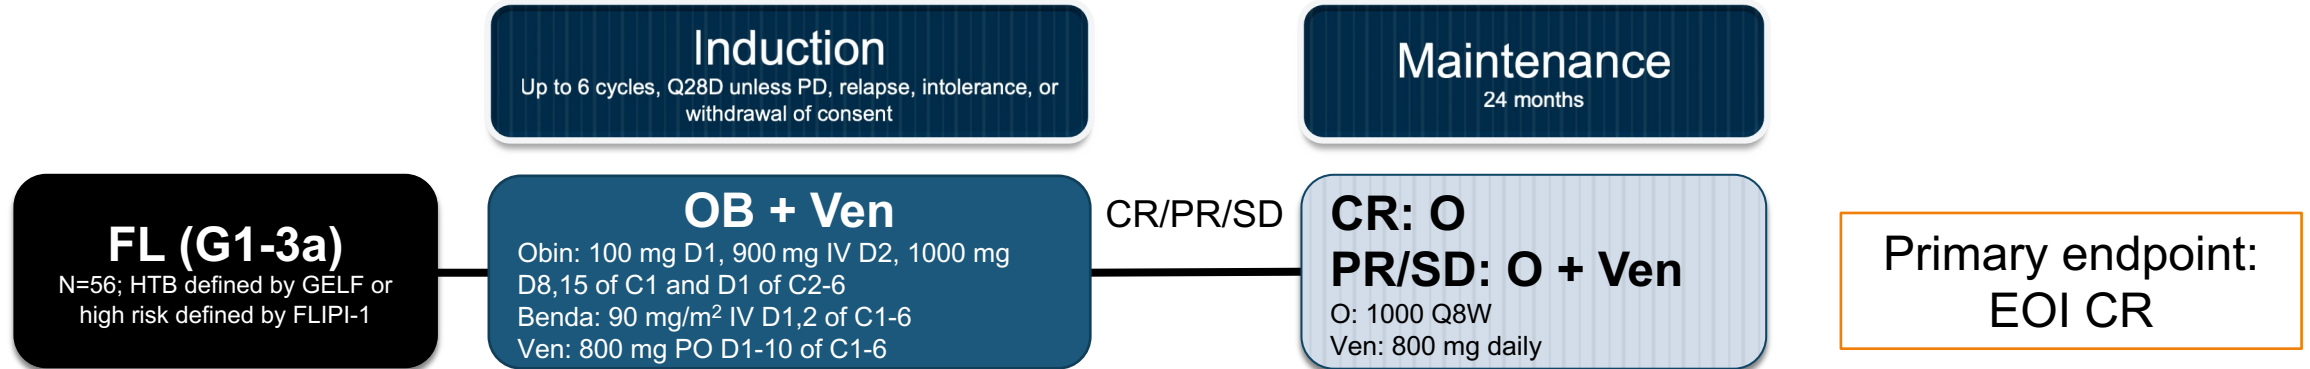 Induction
Up to 6 cycles, Q28D unless PD, relapse, intolerance, or
withdrawal of consent
Maintenance
24 months
FL (G1-3a)
N=56; HTB defined by GELF or
high risk defined by FLIPI-1
OB + Ven
Obin: 100 mg D1, 900 mg IV D2, 1000 mg
D8,15 of C1 and D1 of C2-6
Benda: 90 mg/m² IV D1,2 of C1-6
Ven: 800 mg PO D1-10 of C1-6
CR/PR/SD
CR: O
PR/SD: O + Ven
O: 1000 Q8W
Ven: 800 mg daily
Primary endpoint:
EOI CR